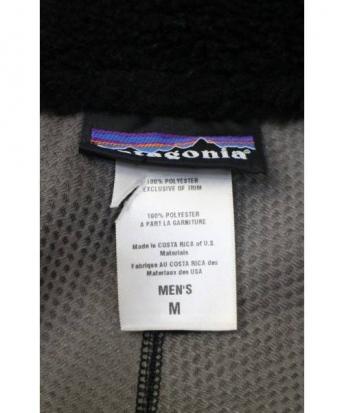 patagonia®
100% POLYESTER
EXCLUSIVE OF TRIM
100% POLYESTER
A PART LA GARNITURE
Made in COSTA RICA of U.S
Materials
Fabrique AU COSTA RICA des
Materiaux des USA
MEN'S
M